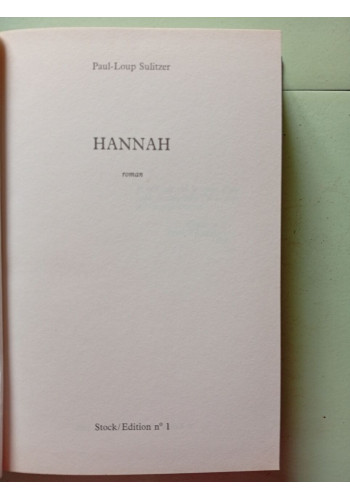 Paul-Loup Sulitzer
HANNAH
roman
Stock/Edition n° 1